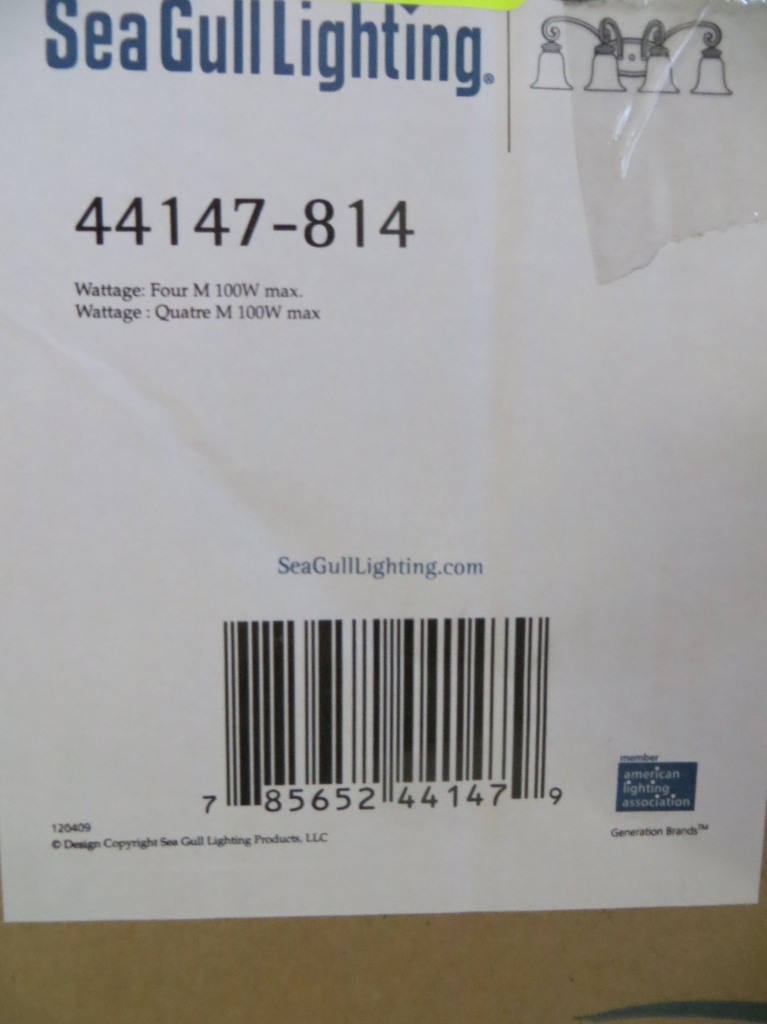 Sea Gull Lighting®
44147-814
Wattage: Four M 100W max.
Wattage : Quatre M 100W max
SeaGullLighting.com
7 85652 44147 9
120409
© Design Copyright Sea Gull Lighting Products, LLC
member
american
lighting
association
Generation Brands™